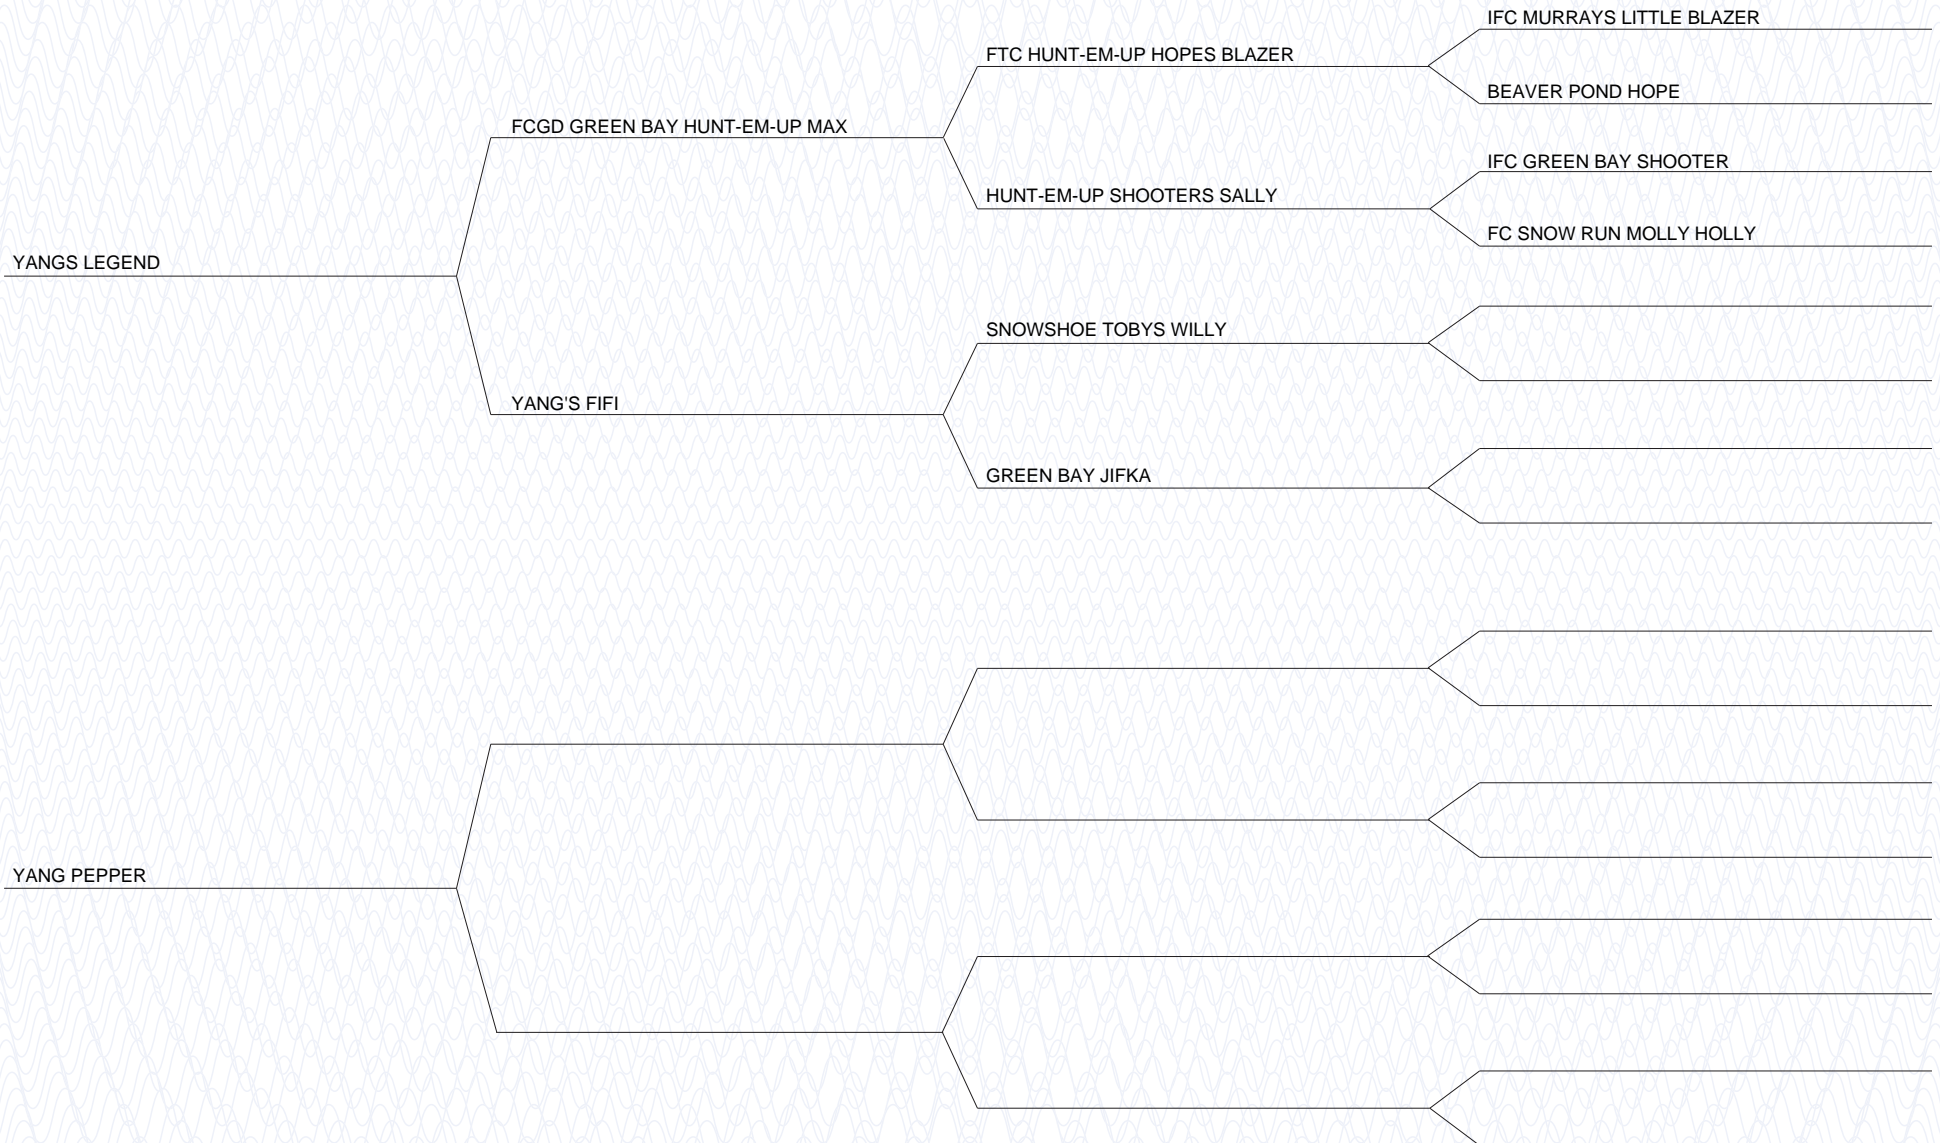 IFC MURRAYS LITTLE BLAZER
FTC HUNT-EM-UP HOPES BLAZER
BEAVER POND HOPE
FCGD GREEN BAY HUNT-EM-UP MAX
IFC GREEN BAY SHOOTER
HUNT-EM-UP SHOOTERS SALLY
FC SNOW RUN MOLLY HOLLY
YANGS LEGEND
SNOWSHOE TOBYS WILLY
YANG'S FIFI
GREEN BAY JIFKA
YANG PEPPER